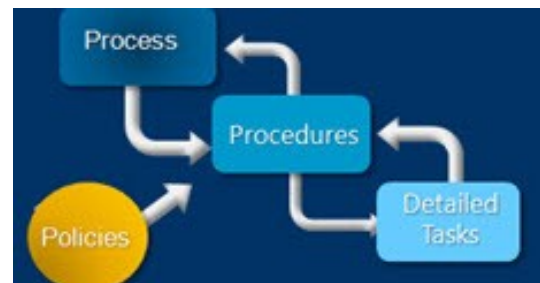 Process
Procedures
Detailed
Tasks
Policies